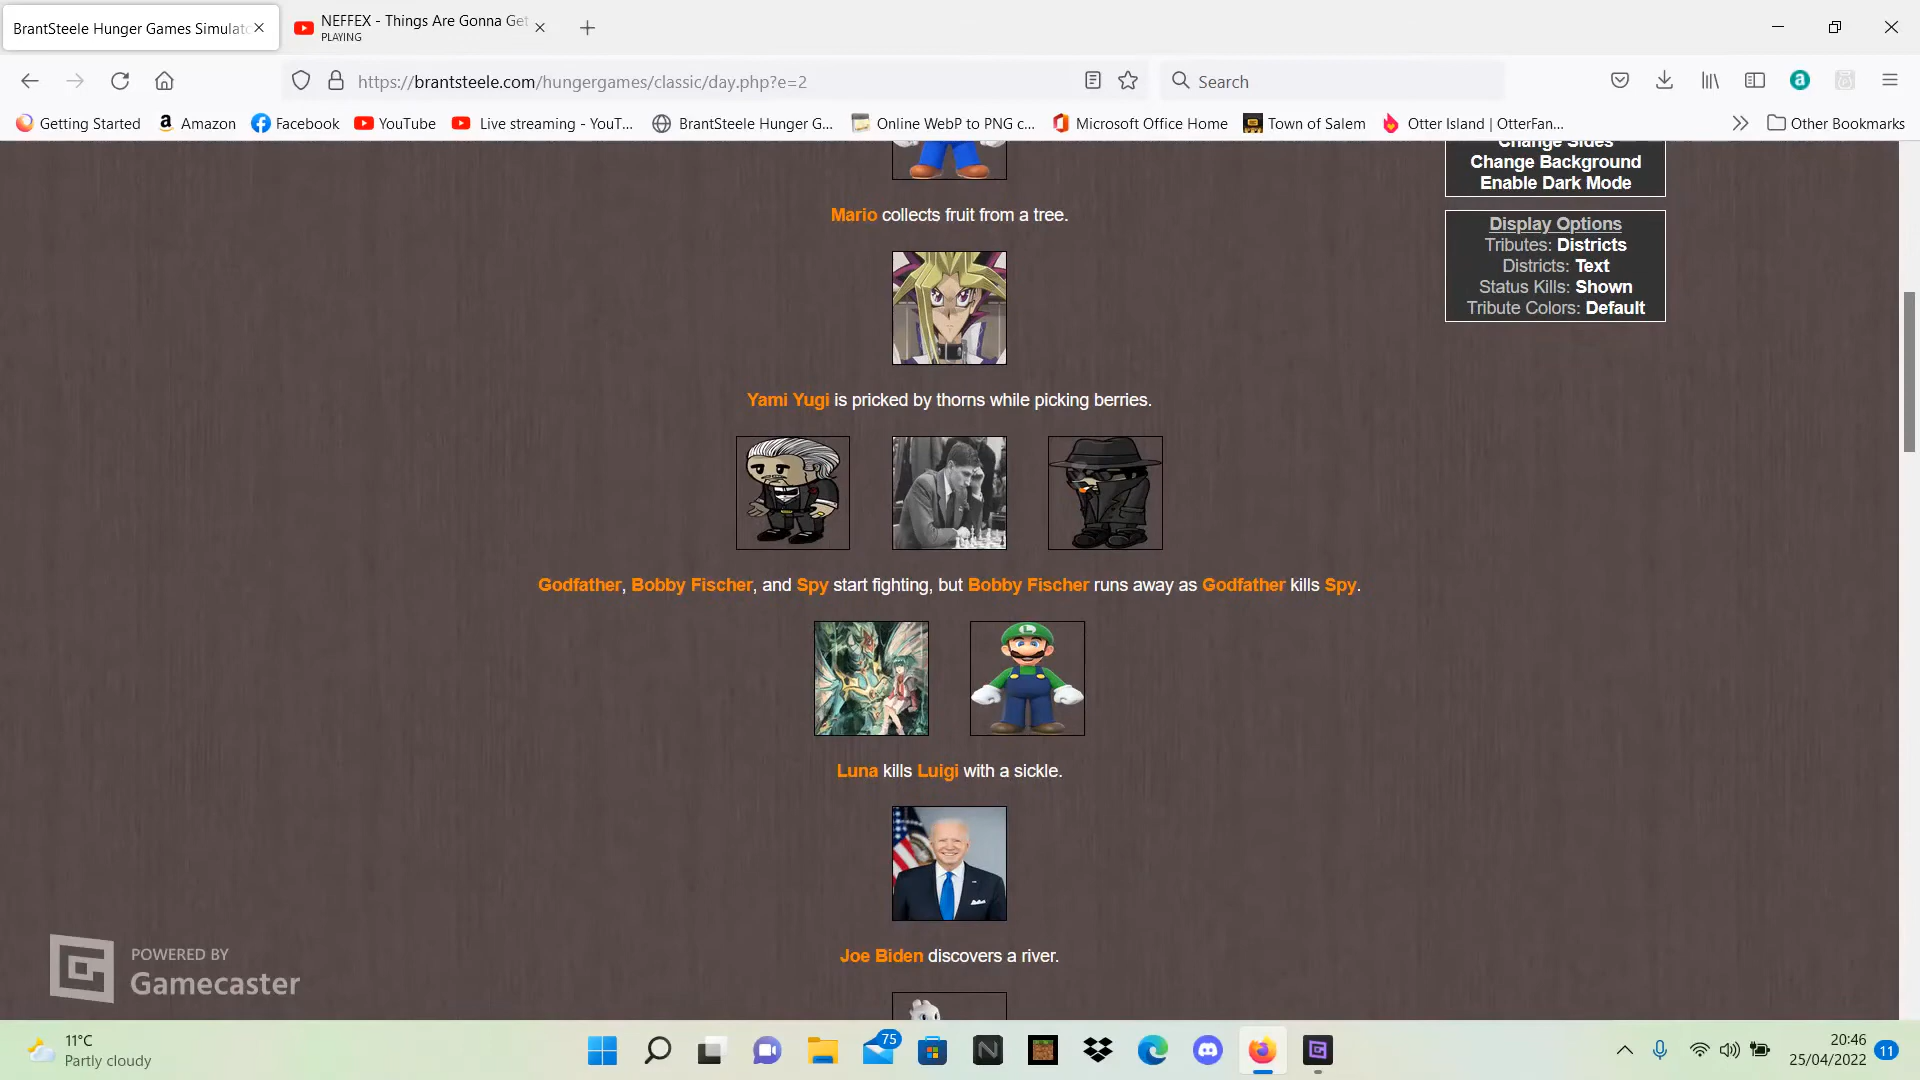 BrantSteele Hunger Games Simulato
NEFFEX - Things Are Gonna Get
PLAYING
https://brantsteele.com/hungergames/classic/day.php?e=2
Search
Getting Started
Amazon
Facebook
YouTube
Live streaming - YouT...
BrantSteele Hunger G...
Online WebP to PNG c...
Microsoft Office Home
Town of Salem
Otter Island | OtterFan...
Other Bookmarks
Change Sides
Change Background
Enable Dark Mode
Display Options
Tributes: Districts
Districts: Text
Status Kills: Shown
Tribute Colors: Default
Mario collects fruit from a tree.
Yami Yugi is pricked by thorns while picking berries.
Godfather, Bobby Fischer, and Spy start fighting, but Bobby Fischer runs away as Godfather kills Spy.
Luna kills Luigi with a sickle.
Joe Biden discovers a river.
POWERED BY
Gamecaster
11°C
Partly cloudy
75
20:46
25/04/2022
11